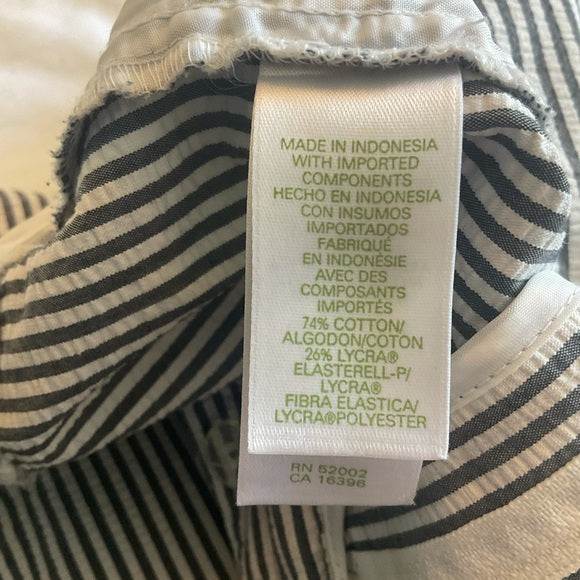 MADE IN INDONESIA
WITH IMPORTED
COMPONENTS
HECHO EN INDONESIA
CON INSUMOS
IMPORTADOS
FABRIQUÉ
EN INDONÉSIE
AVEC DES
COMPOSANTS
IMPORTÉS
74% COTTON/
ALGODON/COTON
26% LYCRA®
ELASTERELL-P/
LYCRA®
FIBRA ELASTICA/
LYCRA®POLYESTER
RN 52002
CA 16396